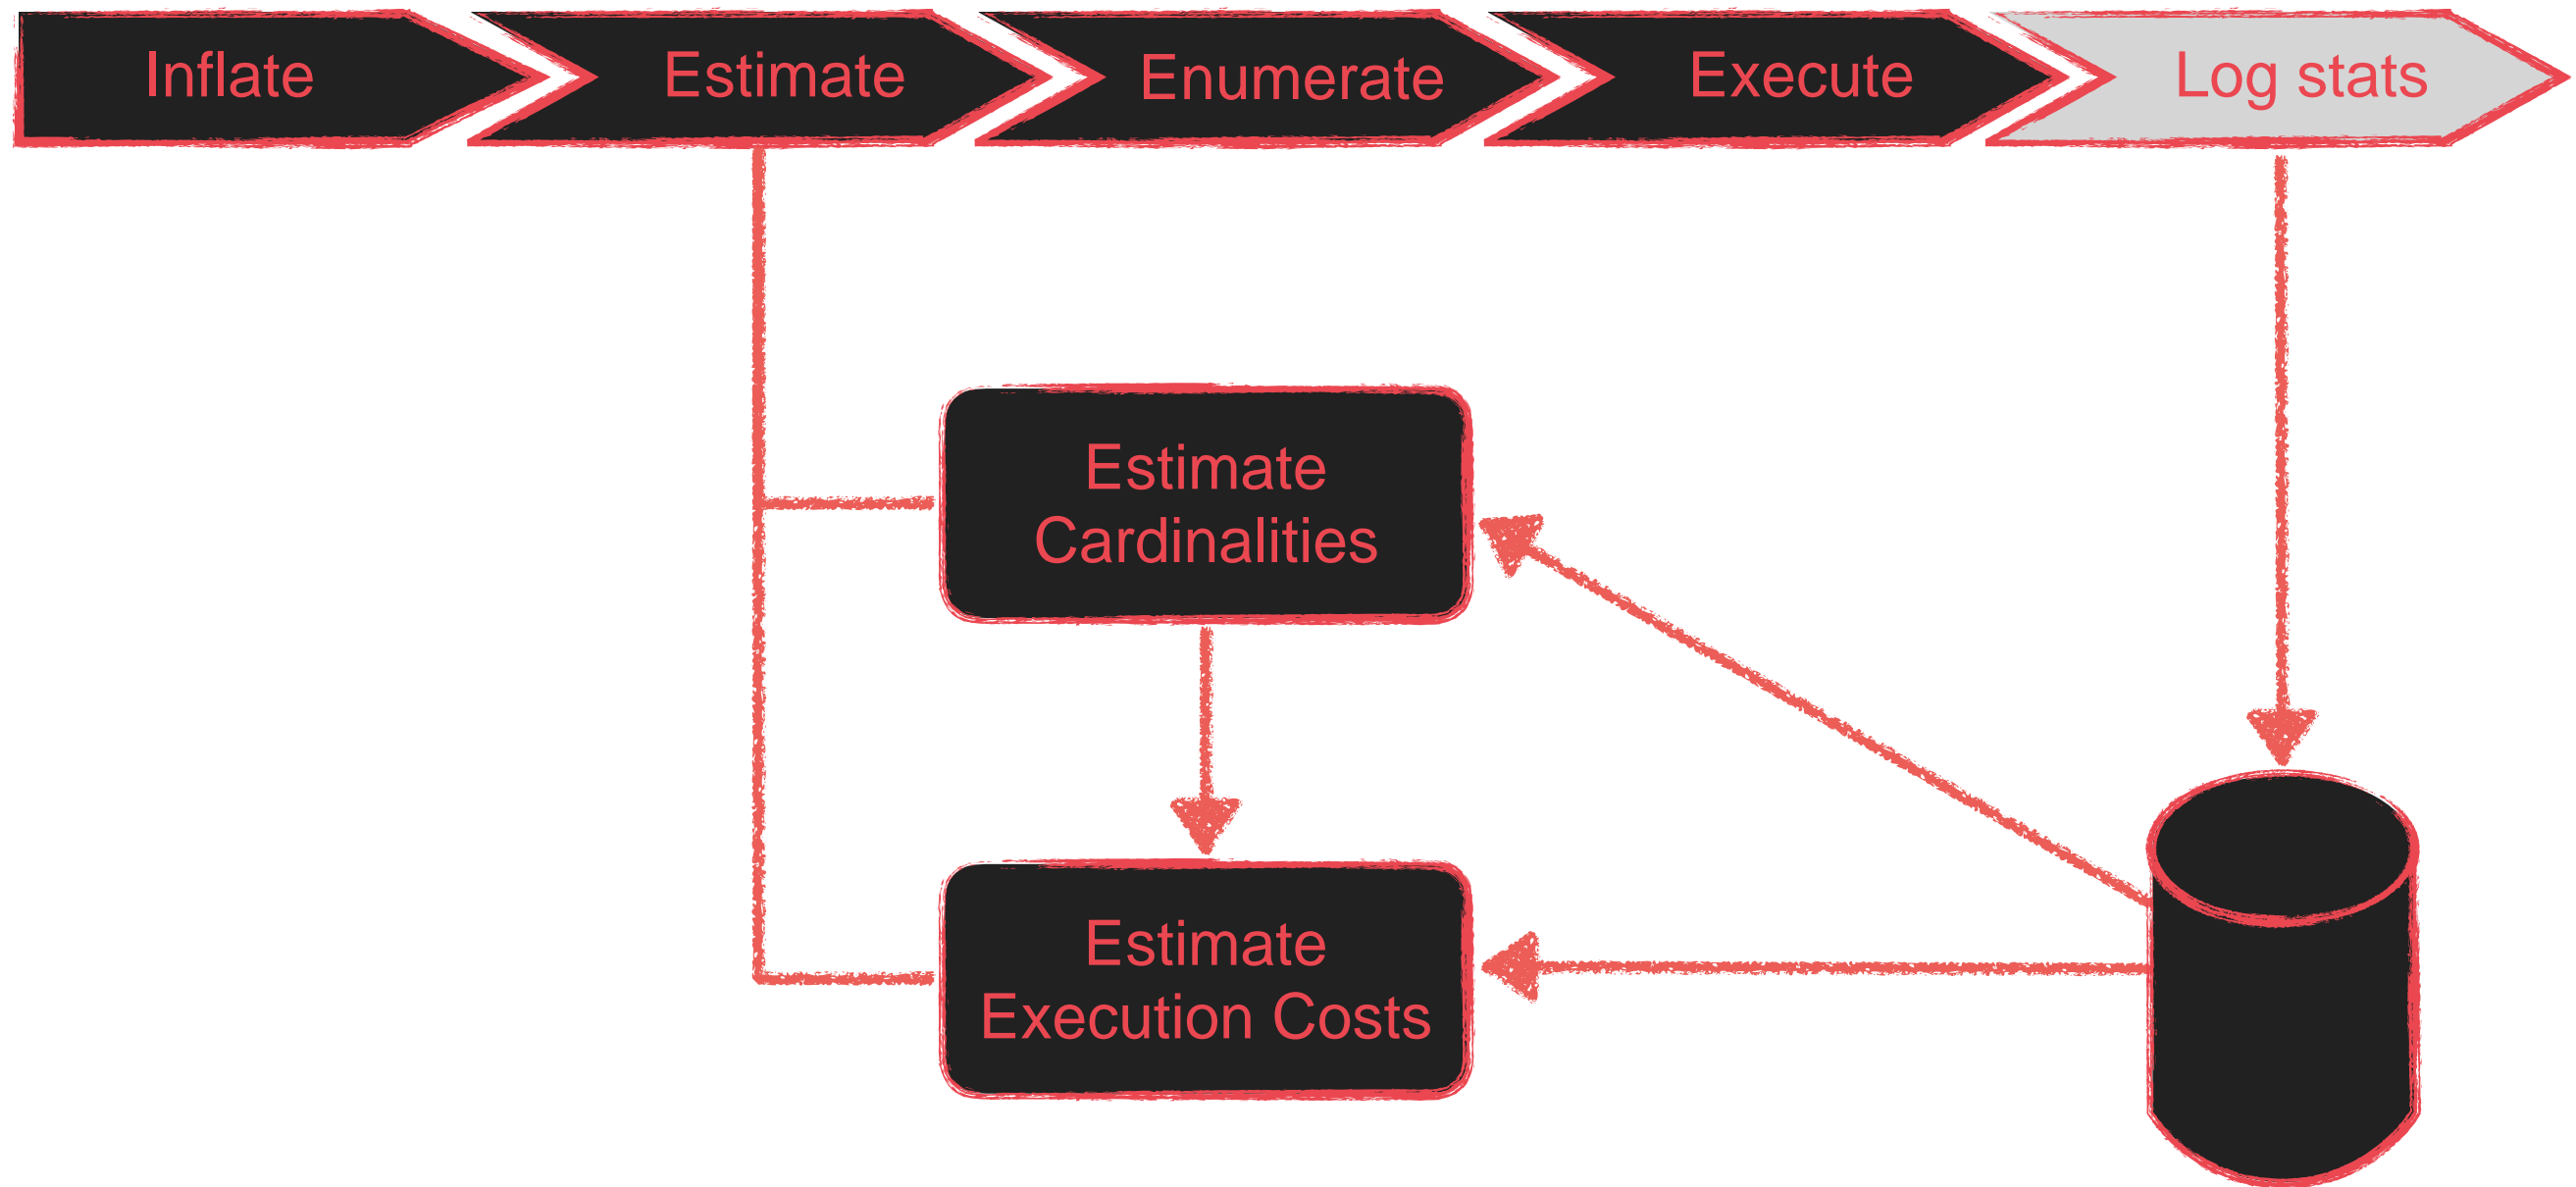 Inflate
Estimate
Enumerate
Execute
Log stats
Estimate
Cardinalities
Estimate
Execution Costs